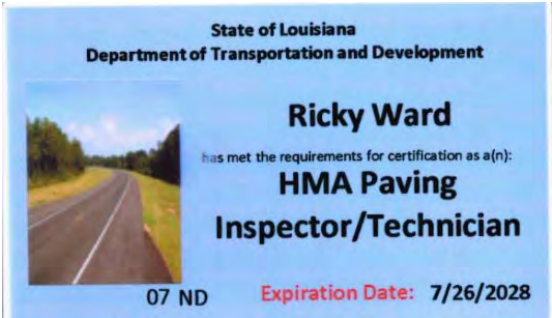 State of Louisiana
Department of Transportation and Development
Ricky Ward
has met the requirements for certification as a(n):
HMA Paving
Inspector/Technician
07 ND
Expiration Date: 7/26/2028